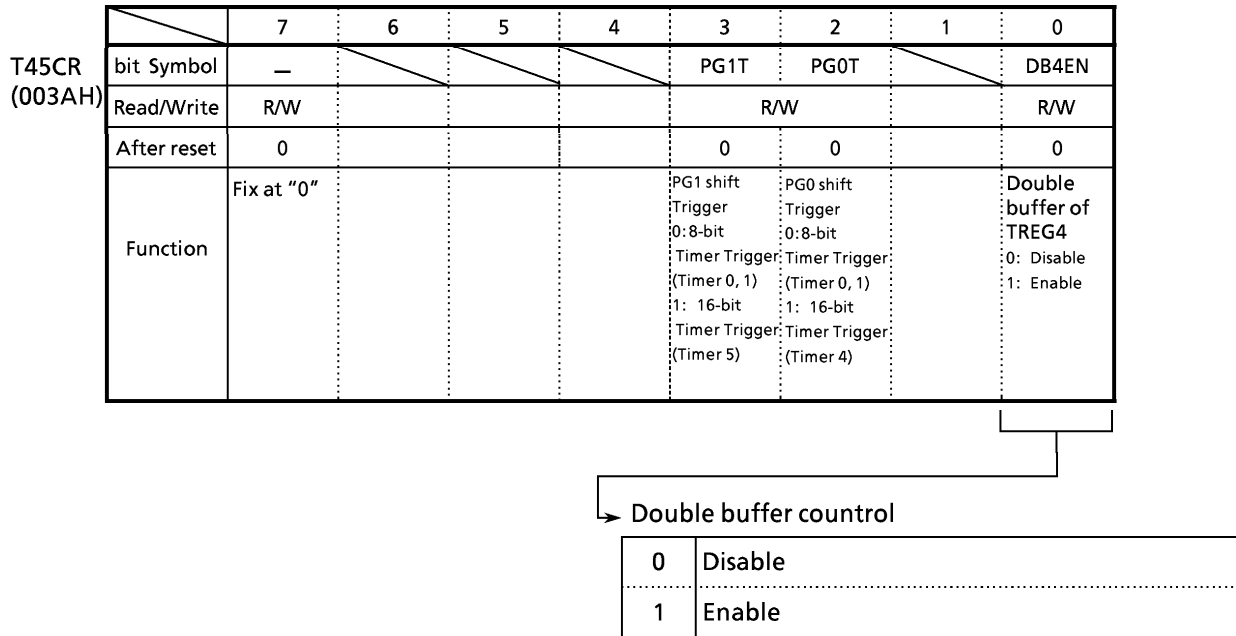 7 6 5 4 3 2 1 0
T45CR
(003AH)
bit Symbol — PG1T PG0T DB4EN
Read/Write R/W R/W R/W
After reset 0 0 0 0
Function
Fix at “0”
PG1 shift
Trigger
0:8-bit
Timer Trigger
(Timer 0, 1)
1: 16-bit
Timer Trigger
(Timer 5)
PG0 shift
Trigger
0:8-bit
Timer Trigger
(Timer 0, 1)
1: 16-bit
Timer Trigger
(Timer 4)
Double
buffer of
TREG4
0: Disable
1: Enable
Double buffer countrol
0 Disable
1 Enable